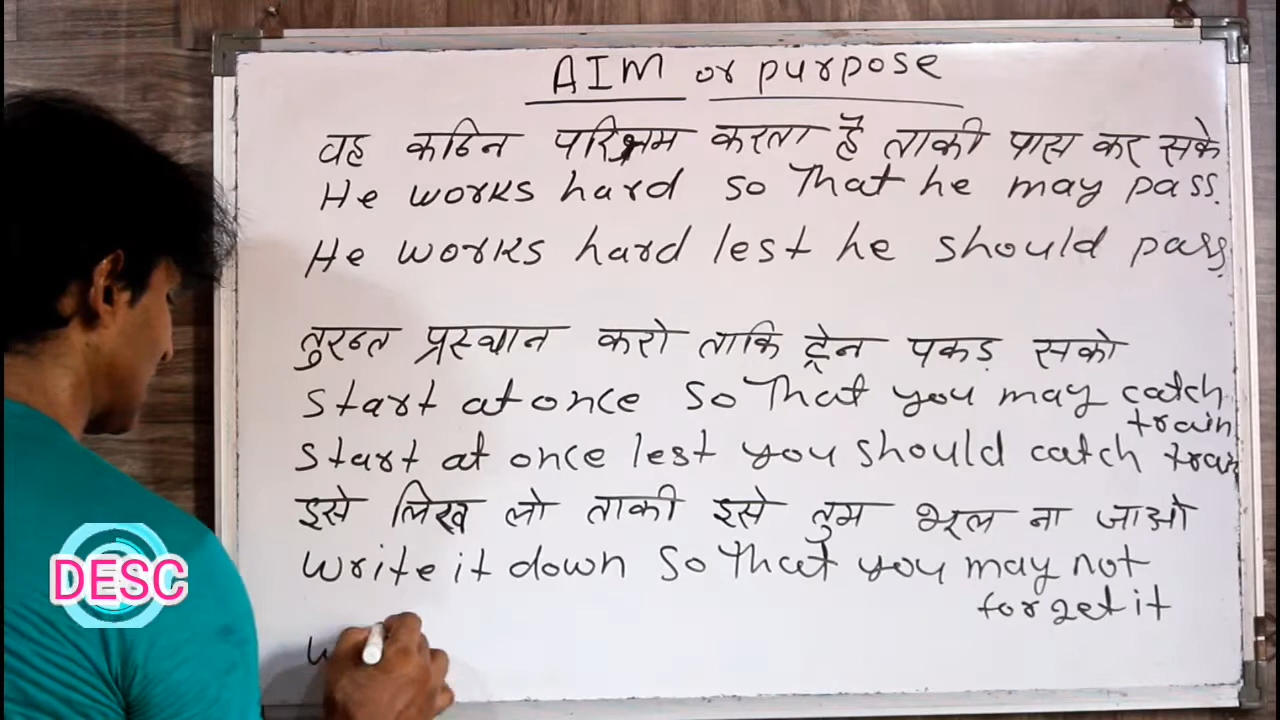 AIM or purpose
वह कठिन परिश्रम करता है ताकी पास कर सके
He works hard so that he may pass.
He works hard lest he should pass.
तुरन्त प्रस्थान करो ताकि ट्रेन पकड़ सको
Start at once so that you may catch
train
Start at once lest you should catch train
इसे लिख लो ताकी इसे तुम भूल ना जाओ
Write it down so that you may not
forget it
DESC